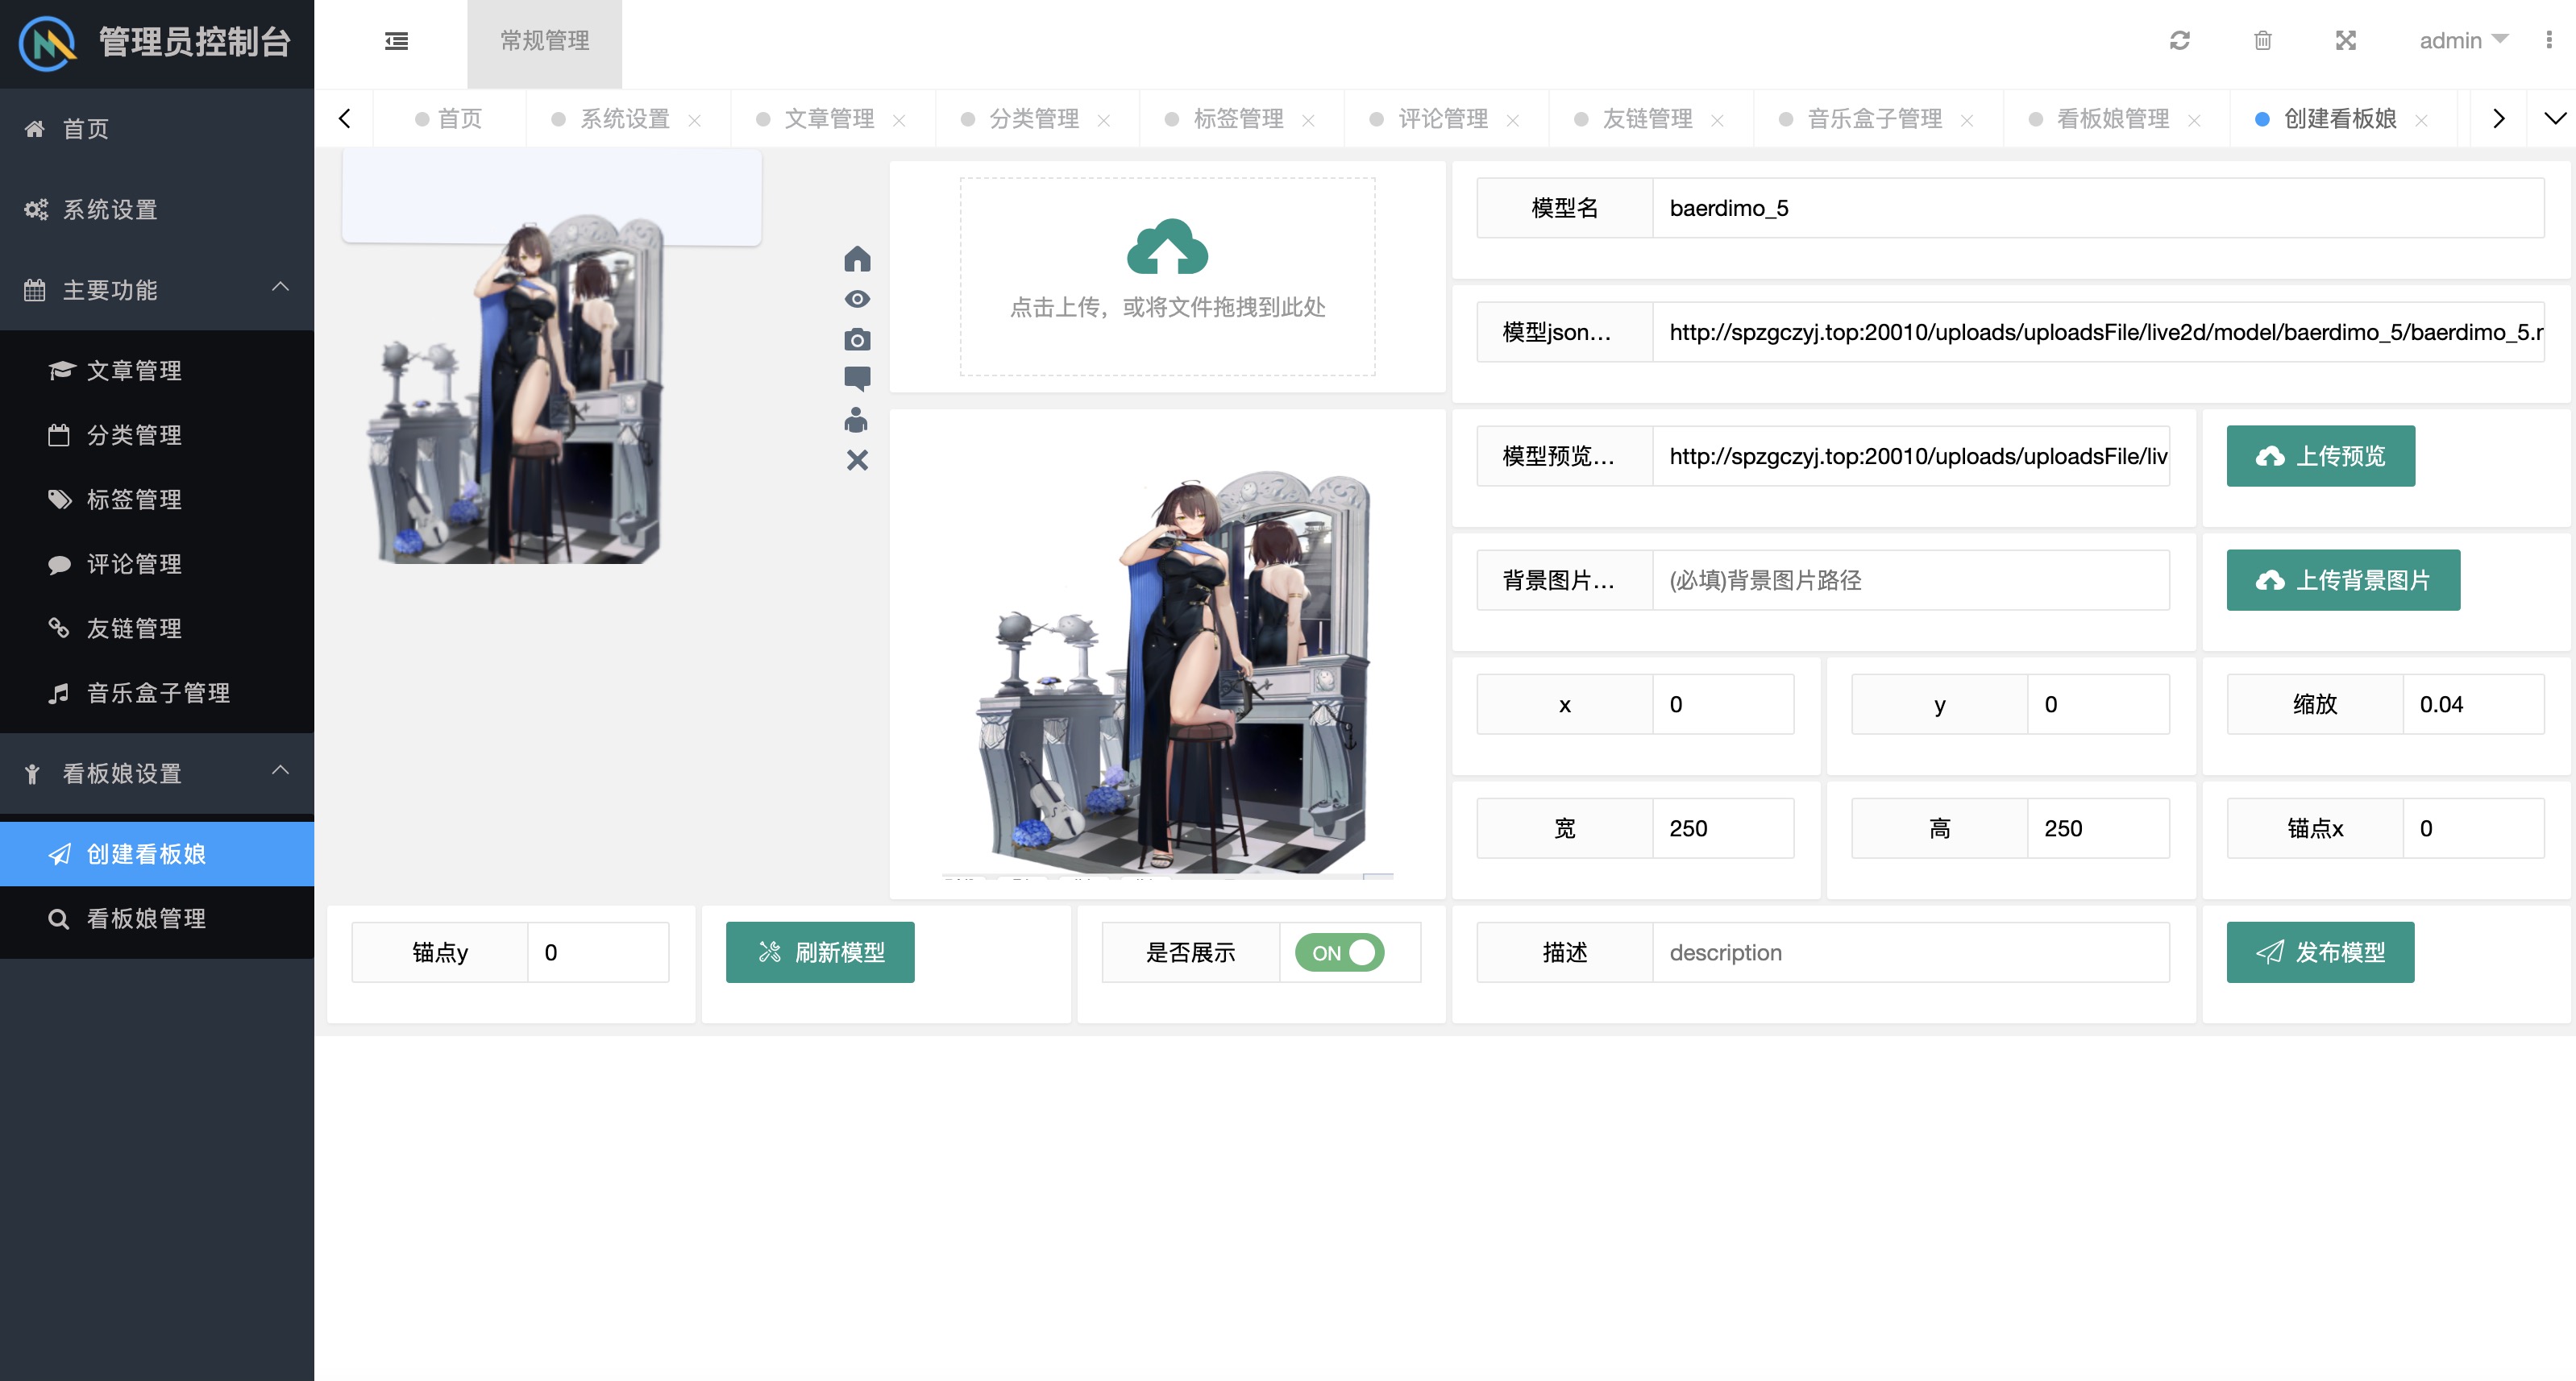 管理员控制台
常规管理
admin
首页
系统设置
文章管理
分类管理
标签管理
评论管理
友链管理
音乐盒子管理
看板娘管理
创建看板娘
首页
系统设置
主要功能
文章管理
分类管理
标签管理
评论管理
友链管理
音乐盒子管理
看板娘设置
创建看板娘
看板娘管理
点击上传，或将文件拖拽到此处
模型名 baerdimo_5
模型json... http://spzgczyj.top:20010/uploads/uploadsFile/live2d/model/baerdimo_5/baerdimo_5.r
模型预览... http://spzgczyj.top:20010/uploads/uploadsFile/liv
上传预览
背景图片... (必填)背景图片路径
上传背景图片
x 0
y 0
缩放 0.04
宽 250
高 250
锚点x 0
锚点y 0
刷新模型
是否展示 ON
描述 description
发布模型